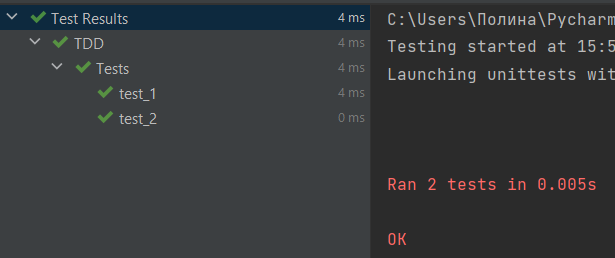 Test Results 4 ms
TDD 4 ms
Tests 4 ms
test_1 4 ms
test_2 0 ms
C:\Users\Полина\Pycharm
Testing started at 15:5
Launching unittests wit
Ran 2 tests in 0.005s
OK